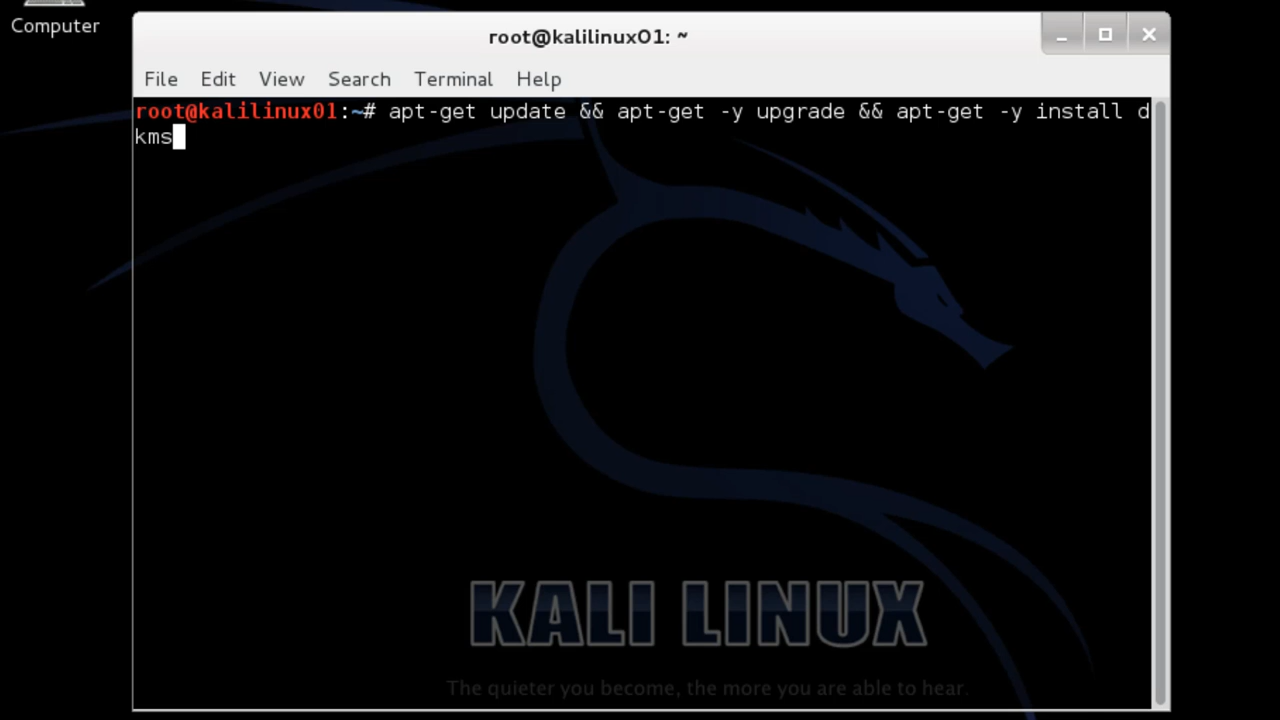 Computer
root@kalilinux01: ~
File Edit View Search Terminal Help
root@kalilinux01:~# apt-get update && apt-get -y upgrade && apt-get -y install d
kms
KALI LINUX
The quieter you become, the more you are able to hear.